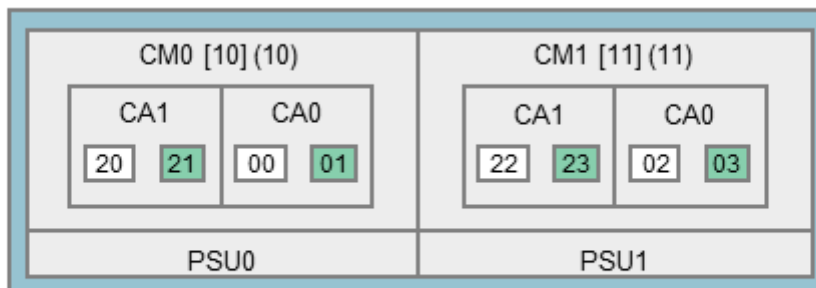 CM0 [10] (10)
CM1 [11] (11)
CA1
CA0
CA1
CA0
20
21
00
01
22
23
02
03
PSU0
PSU1